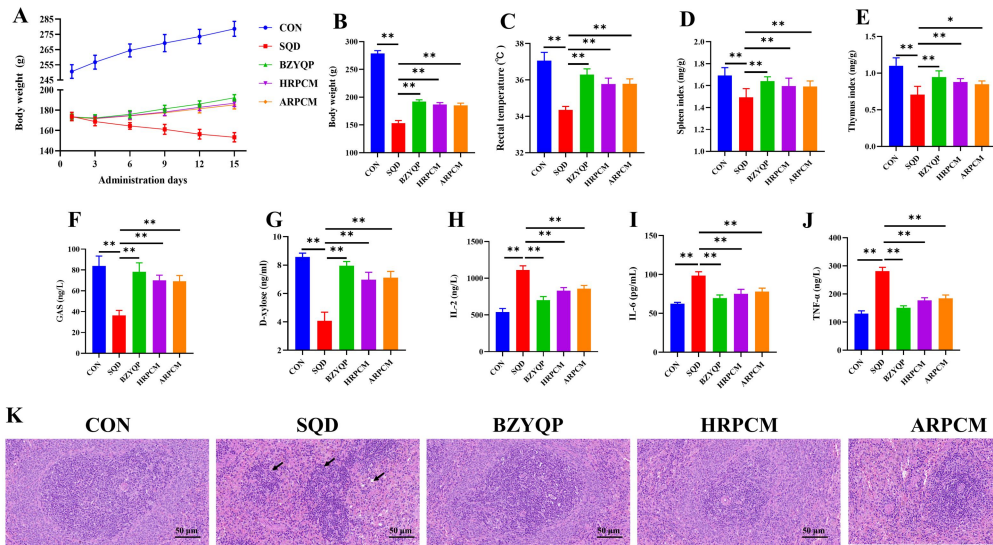 A
Body weight (g)
285
275
265
255
245
200
180
160
140
0
3
6
9
12
15
Administration days
CON
SQD
BZYQP
HRPCM
ARPCM
B
Body weight (g)
300
250
200
150
100
**
**
**
**
CON
SQD
BZYQP
HRPCM
ARPCM
C
Rectal temperature (℃)
38
36
34
32
**
**
**
**
CON
SQD
BZYQP
HRPCM
ARPCM
D
Spleen index (mg/g)
2.0
1.8
1.6
1.4
1.2
1.0
**
**
**
**
CON
SQD
BZYQP
HRPCM
ARPCM
E
Thymus index (mg/g)
1.5
1.0
0.5
0.0
**
**
**
*
CON
SQD
BZYQP
HRPCM
ARPCM
F
GAS (ng/L)
100
80
60
40
20
0
**
**
**
**
CON
SQD
BZYQP
HRPCM
ARPCM
G
D-xylose (ng/ml)
10
8
6
4
2
0
**
**
**
**
CON
SQD
BZYQP
HRPCM
ARPCM
H
IL-2 (ng/L)
1500
1000
500
0
**
**
**
**
CON
SQD
BZYQP
HRPCM
ARPCM
I
IL-6 (pg/mL)
150
100
50
0
**
**
**
**
CON
SQD
BZYQP
HRPCM
ARPCM
J
TNF-α (ng/L)
400
300
200
100
0
**
**
**
**
CON
SQD
BZYQP
HRPCM
ARPCM
K
CON
SQD
BZYQP
HRPCM
ARPCM
50 μm
50 μm
50 μm
50 μm
50 μm